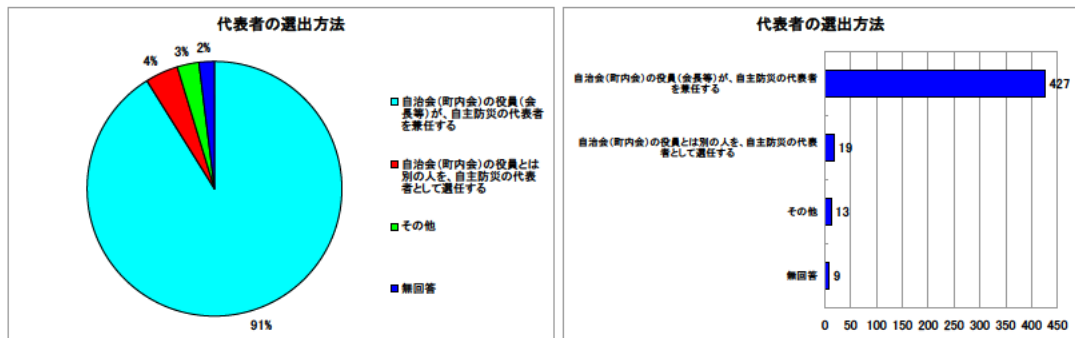 代表者の選出方法
4%
3%
2%
91%
自治会(町内会)の役員(会
長等)が、自主防災の代表者
を兼任する
自治会(町内会)の役員とは
別の人を、自主防災の代表
者として選任する
その他
無回答
代表者の選出方法
自治会(町内会)の役員(会長等)が、自主防災の代表者
を兼任する
427
自治会(町内会)の役員とは別の人を、自主防災の代表
者として選任する
19
その他
13
無回答
9
0 50 100 150 200 250 300 350 400 450